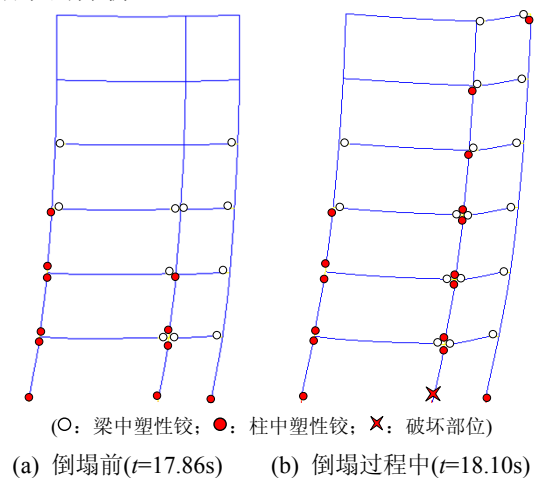 (○：梁中塑性铰；●：柱中塑性铰；✘：破坏部位)
(a) 倒塌前(t=17.86s) (b) 倒塌过程中(t=18.10s)